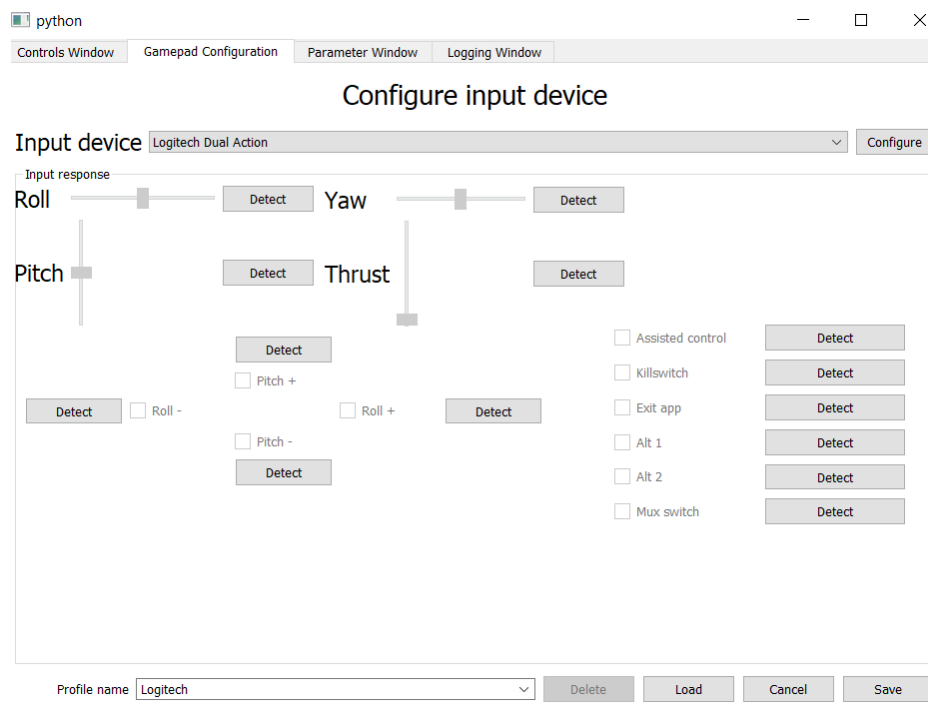 python
Controls Window Gamepad Configuration Parameter Window Logging Window
Configure input device
Input device Logitech Dual Action Configure
Input response
Roll Detect Yaw Detect
Pitch Detect Thrust Detect
Detect
Pitch +
Detect Roll - Roll + Detect
Pitch -
Detect
Assisted control Detect
Killswitch Detect
Exit app Detect
Alt 1 Detect
Alt 2 Detect
Mux switch Detect
Profile name Logitech Delete Load Cancel Save